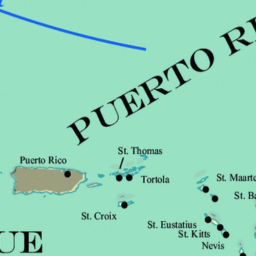 PUERTO RI
St. Thomas
Puerto Rico
Tortola
St. Maarte
St. Ba
St. Croix
St. Eustatius
St. Kitts
Nevis
UE